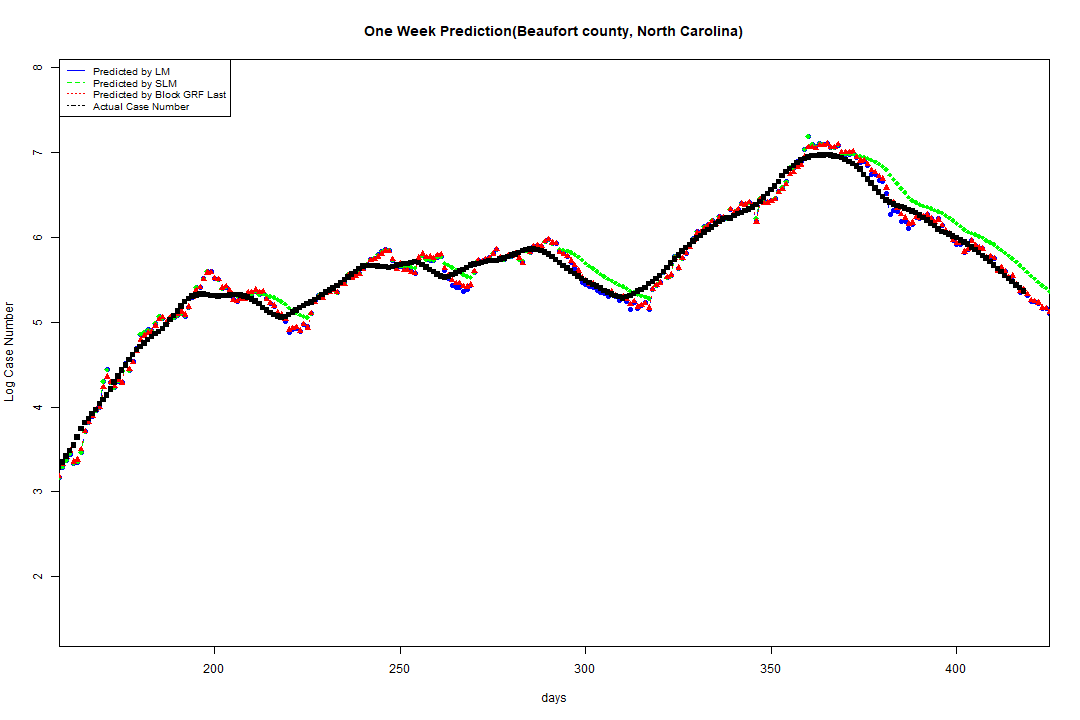 One Week Prediction(Beaufort county, North Carolina)
Predicted by LM
Predicted by SLM
Predicted by Block GRF Last
Actual Case Number
8
7
6
5
4
3
2
Log Case Number
200 250 300 350 400
days